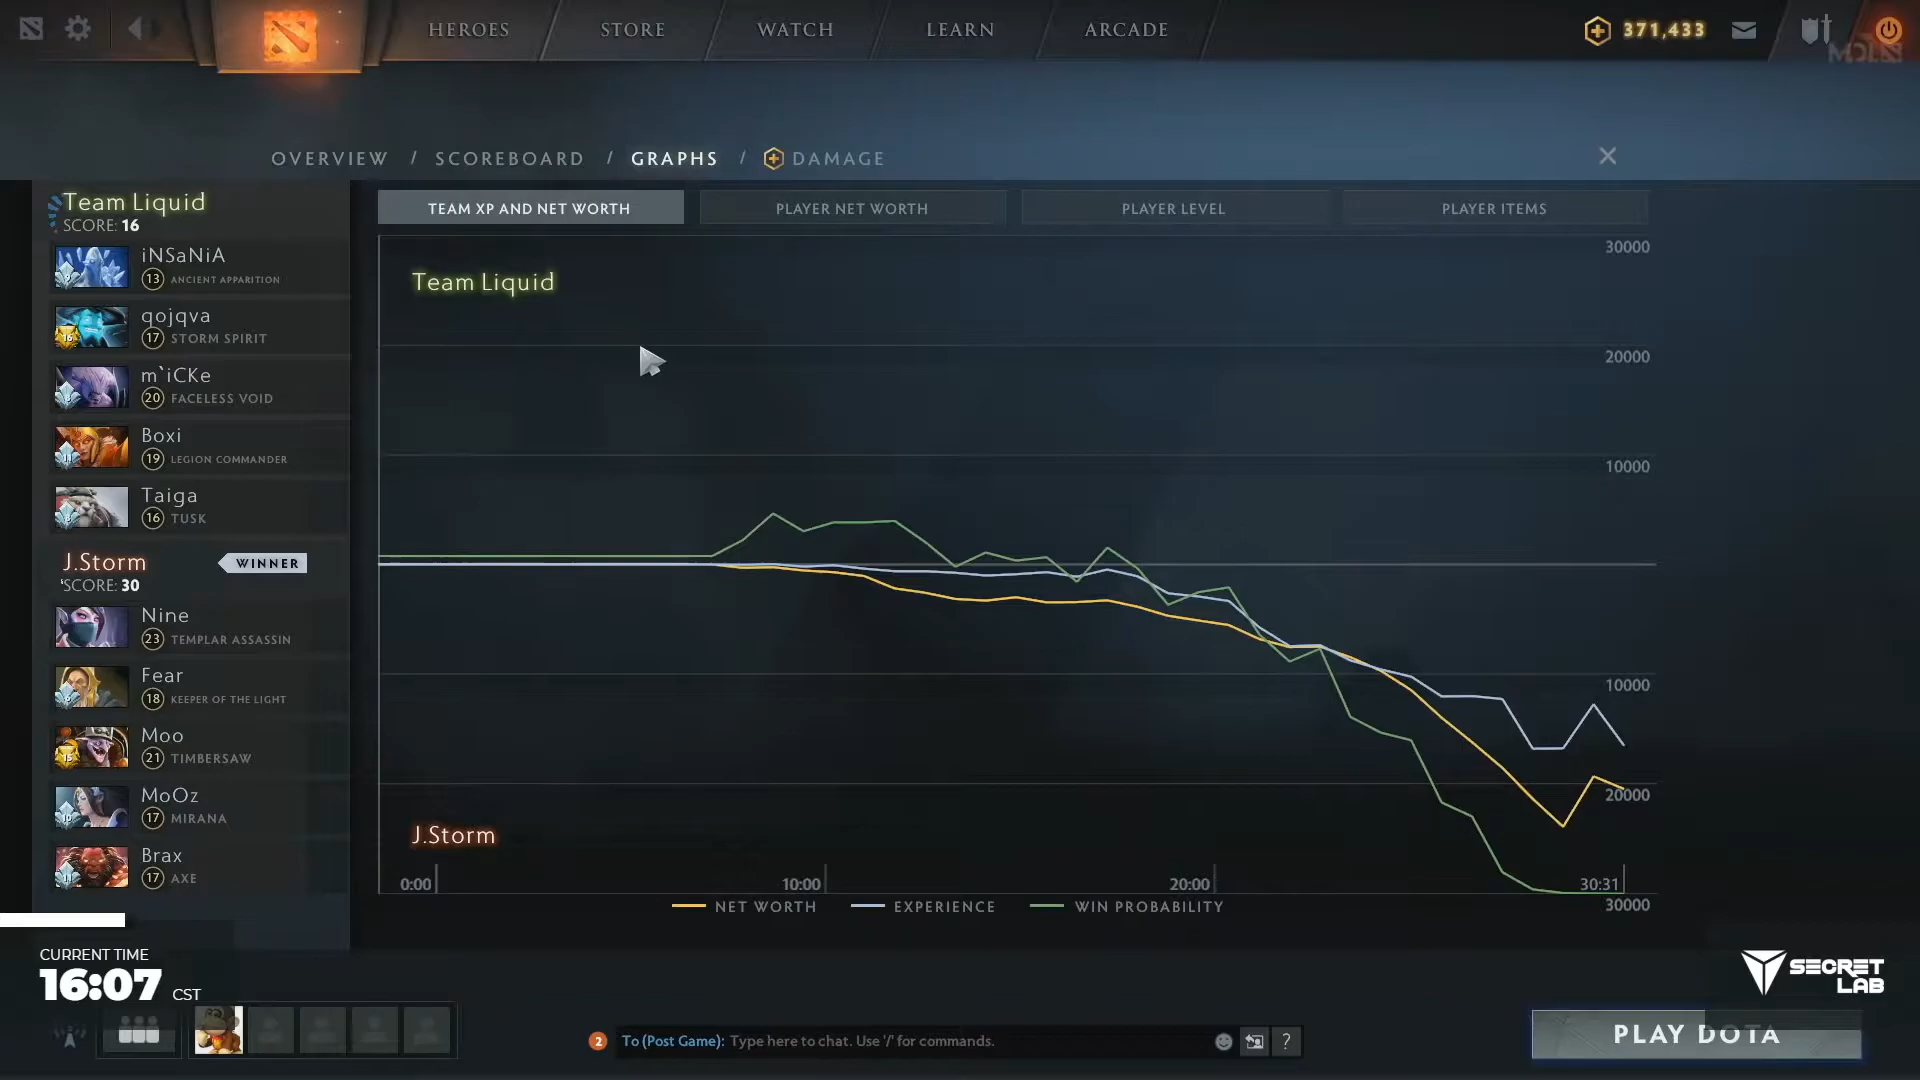 HEROES
STORE
WATCH
LEARN
ARCADE
371,433
OVERVIEW / SCOREBOARD / GRAPHS / DAMAGE
Team Liquid
SCORE: 16
iNSaNiA
13 ANCIENT APPARITION
qojqva
16
17 STORM SPIRIT
m`iCKe
20 FACELESS VOID
Boxi
11
19 LEGION COMMANDER
Taiga
16 TUSK
J.Storm
WINNER
SCORE: 30
Nine
23 TEMPLAR ASSASSIN
Fear
18 KEEPER OF THE LIGHT
Moo
15
21 TIMBERSAW
MoOz
17 MIRANA
Brax
11
17 AXE
TEAM XP AND NET WORTH
PLAYER NET WORTH
PLAYER LEVEL
PLAYER ITEMS
Team Liquid
30000
20000
10000
10000
20000
30000
J.Storm
0:00
10:00
20:00
30:31
NET WORTH
EXPERIENCE
WIN PROBABILITY
CURRENT TIME
16:07 CST
2
To (Post Game): Type here to chat. Use '/' for commands.
?
SECRET
LAB
PLAY DOTA